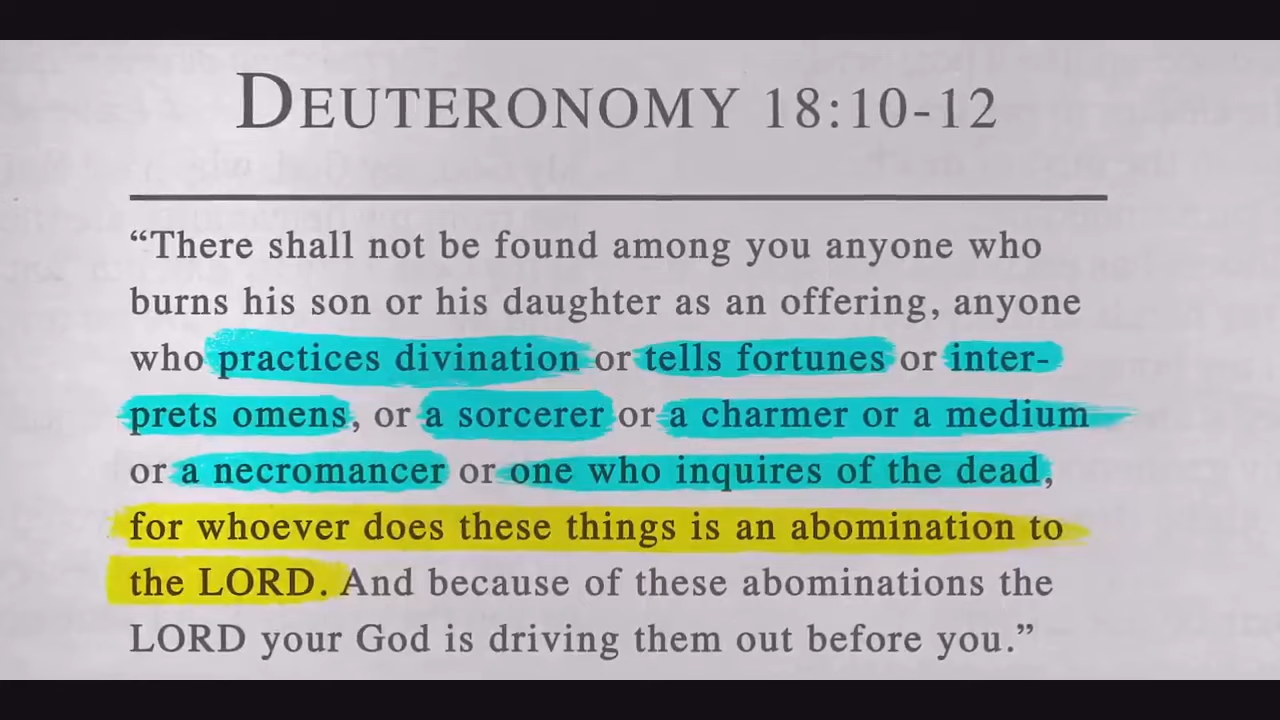 DEUTERONOMY 18:10-12
“There shall not be found among you anyone who
burns his son or his daughter as an offering, anyone
who practices divination or tells fortunes or inter-
prets omens, or a sorcerer or a charmer or a medium
or a necromancer or one who inquires of the dead,
for whoever does these things is an abomination to
the LORD. And because of these abominations the
LORD your God is driving them out before you.”